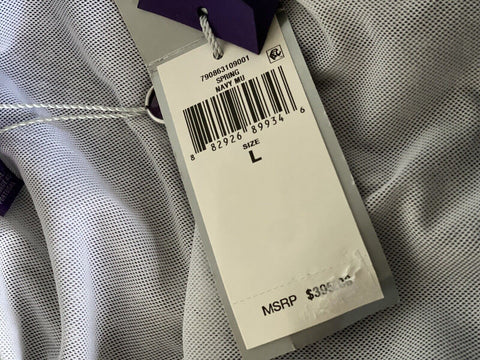 790863109001
SPRING
NAVY MU
8 82926 89934 6
SIZE
L
MSRP